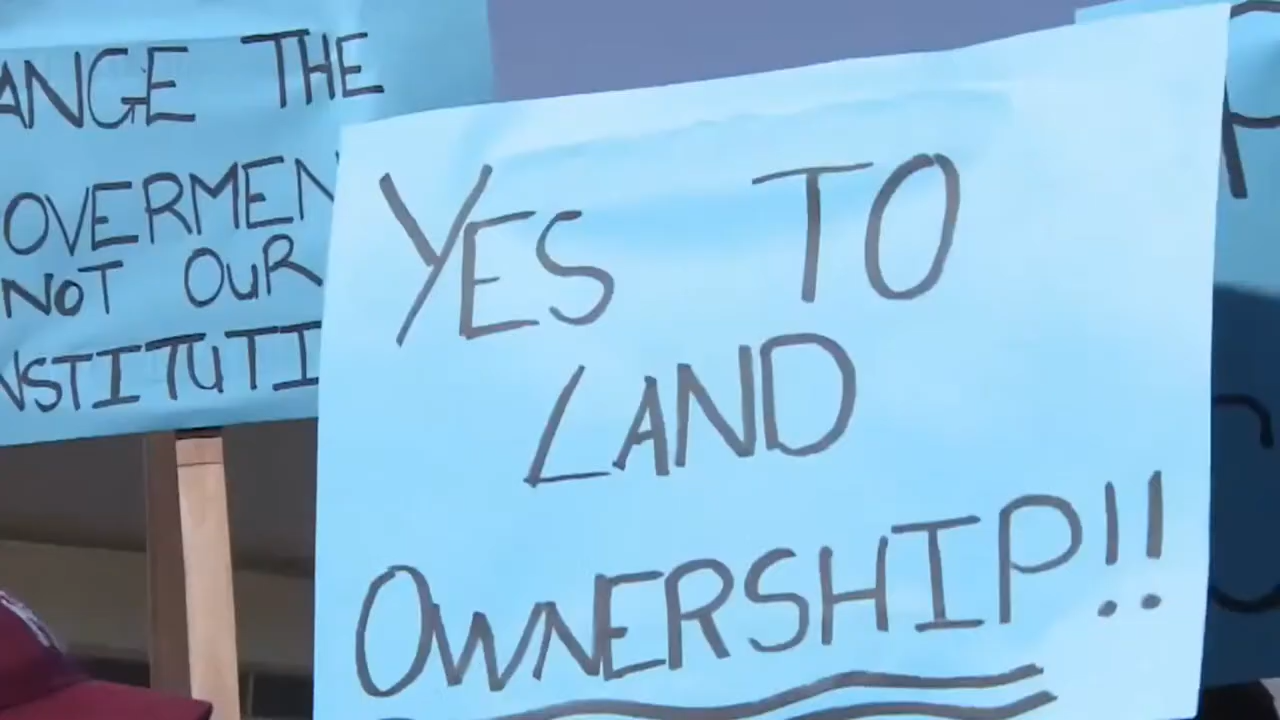 ANGE THE
OVERMEN
NOT OUR
NSTITUTI
YES TO
LAND
OWNERSHIP!!